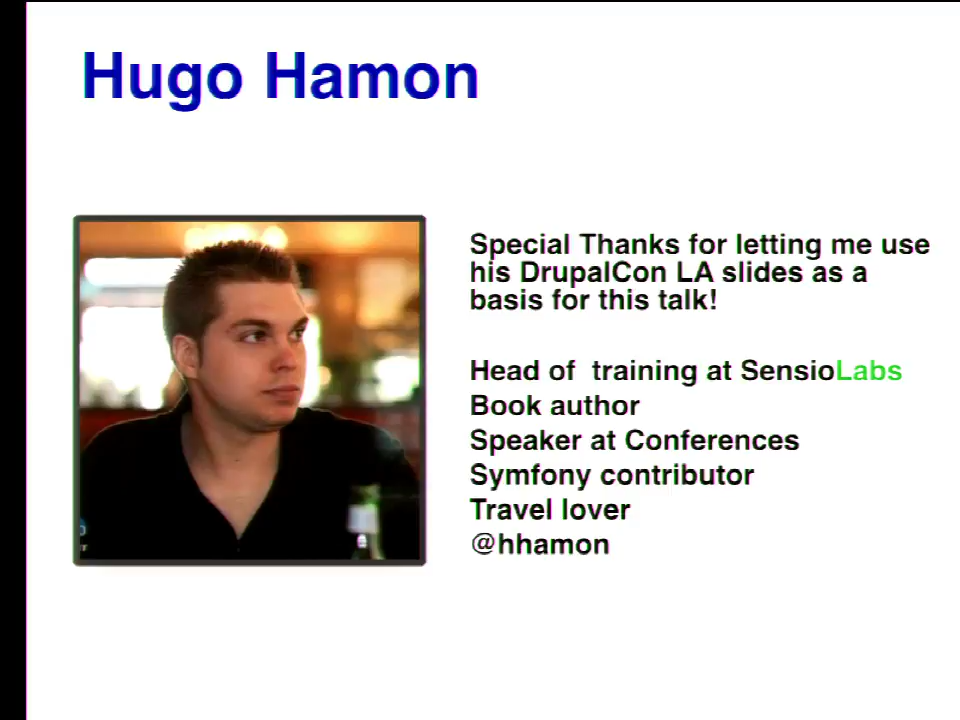 Hugo Hamon
Special Thanks for letting me use
his DrupalCon LA slides as a
basis for this talk!
Head of  training at SensioLabs
Book author
Speaker at Conferences
Symfony contributor
Travel lover
@hhamon